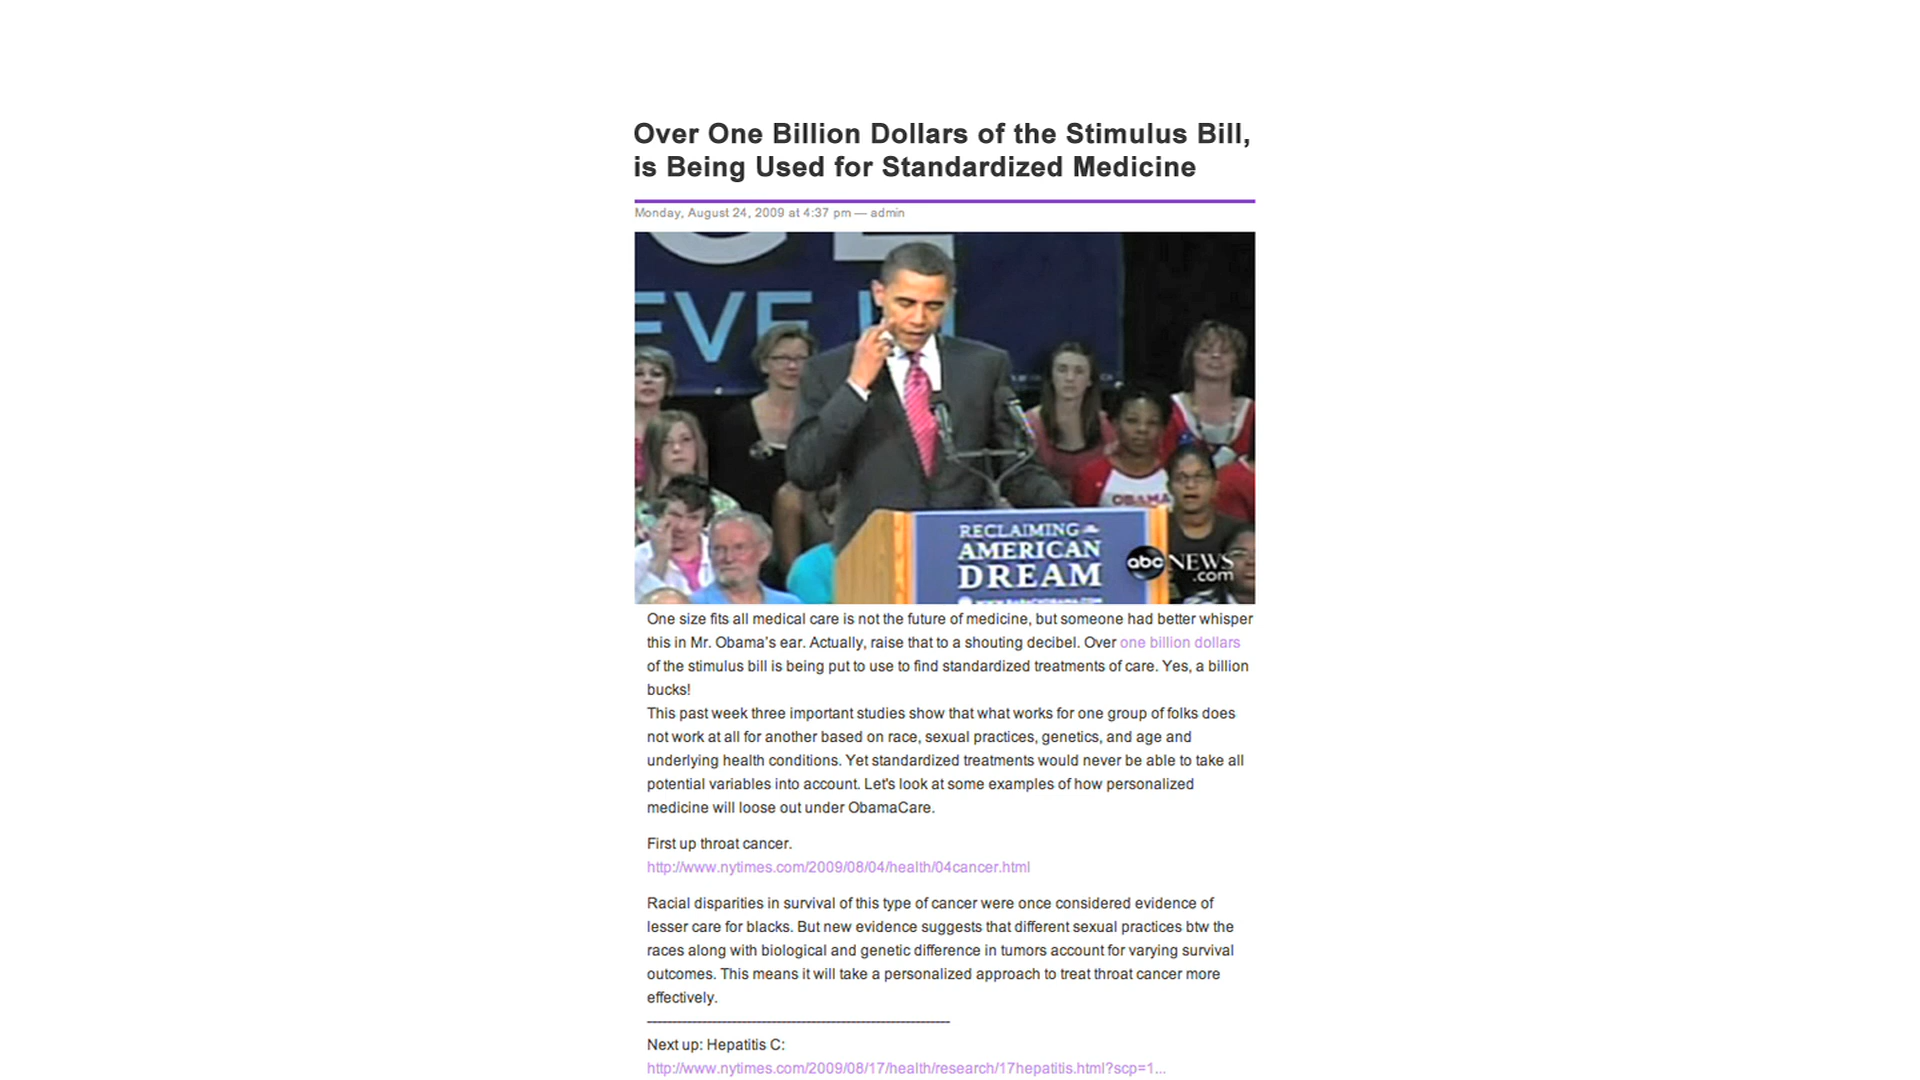 Over One Billion Dollars of the Stimulus Bill,
is Being Used for Standardized Medicine
Monday, August 24, 2009 at 4:37 pm — admin
EVE
RECLAIMING THE
AMERICAN
DREAM
OBAMA
abc NEWS
.com
One size fits all medical care is not the future of medicine, but someone had better whisper
this in Mr. Obama's ear. Actually, raise that to a shouting decibel. Over one billion dollars
of the stimulus bill is being put to use to find standardized treatments of care. Yes, a billion
bucks!
This past week three important studies show that what works for one group of folks does
not work at all for another based on race, sexual practices, genetics, and age and
underlying health conditions. Yet standardized treatments would never be able to take all
potential variables into account. Let's look at some examples of how personalized
medicine will loose out under ObamaCare.
First up throat cancer.
http://www.nytimes.com/2009/08/04/health/04cancer.html
Racial disparities in survival of this type of cancer were once considered evidence of
lesser care for blacks. But new evidence suggests that different sexual practices btw the
races along with biological and genetic difference in tumors account for varying survival
outcomes. This means it will take a personalized approach to treat throat cancer more
effectively.
Next up: Hepatitis C:
http://www.nytimes.com/2009/08/17/health/research/17hepatitis.html?scp=1...